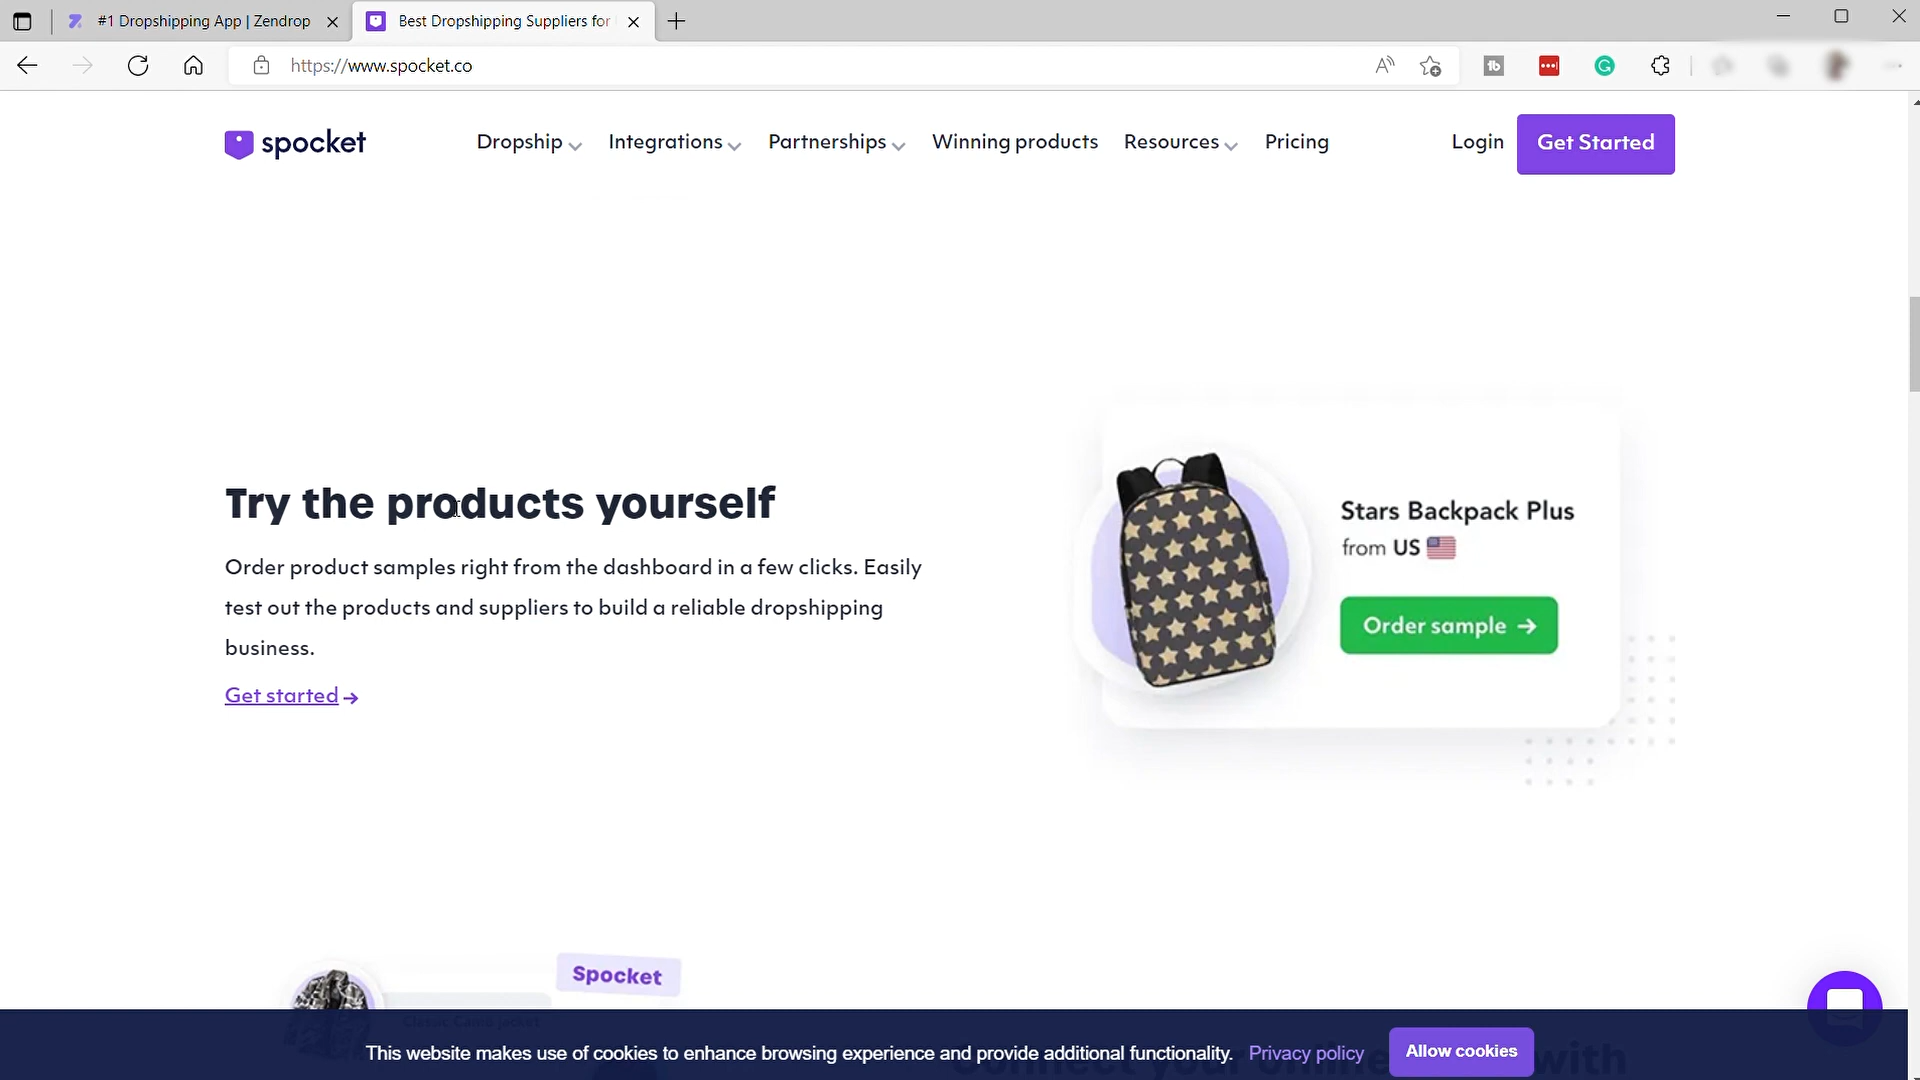 #1 Dropshipping App | Zendrop
Best Dropshipping Suppliers for
https://www.spocket.co
spocket
Dropship
Integrations
Partnerships
Winning products
Resources
Pricing
Login
Get Started
Try the products yourself
Order product samples right from the dashboard in a few clicks. Easily
test out the products and suppliers to build a reliable dropshipping
business.
Get started →
Stars Backpack Plus
from US
Order sample →
Spocket
This website makes use of cookies to enhance browsing experience and provide additional functionality. Privacy policy
Allow cookies
with